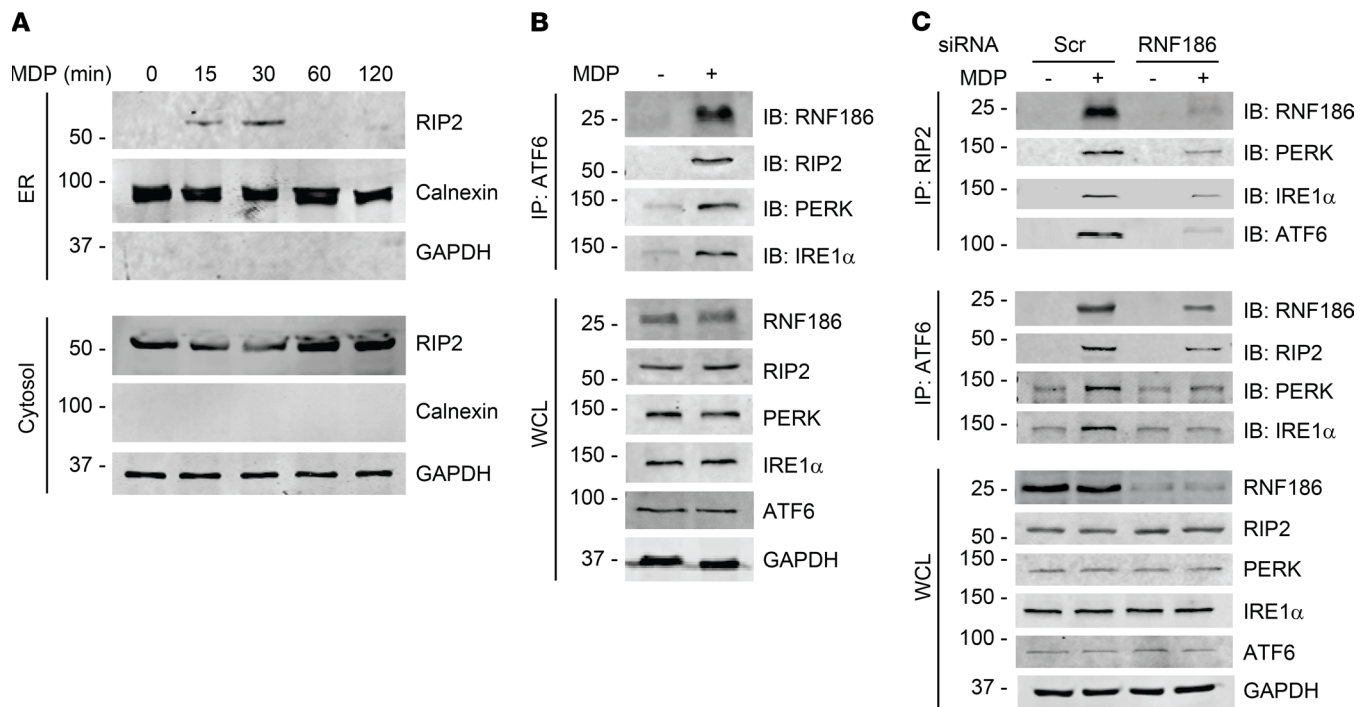 A
MDP (min) 0 15 30 60 120
ER
50 - RIP2
100 - Calnexin
37 - GAPDH
Cytosol
50 - RIP2
100 - Calnexin
37 - GAPDH
B
MDP - +
IP: ATF6
25 - IB: RNF186
50 - IB: RIP2
150 - IB: PERK
150 - IB: IRE1α
WCL
25 - RNF186
50 - RIP2
150 - PERK
150 - IRE1α
100 - ATF6
37 - GAPDH
C
siRNA Scr RNF186
MDP - + - +
IP: RIP2
25 - IB: RNF186
150 - IB: PERK
150 - IB: IRE1α
100 - IB: ATF6
IP: ATF6
25 - IB: RNF186
50 - IB: RIP2
150 - IB: PERK
150 - IB: IRE1α
WCL
25 - RNF186
50 - RIP2
150 - PERK
150 - IRE1α
100 - ATF6
37 - GAPDH